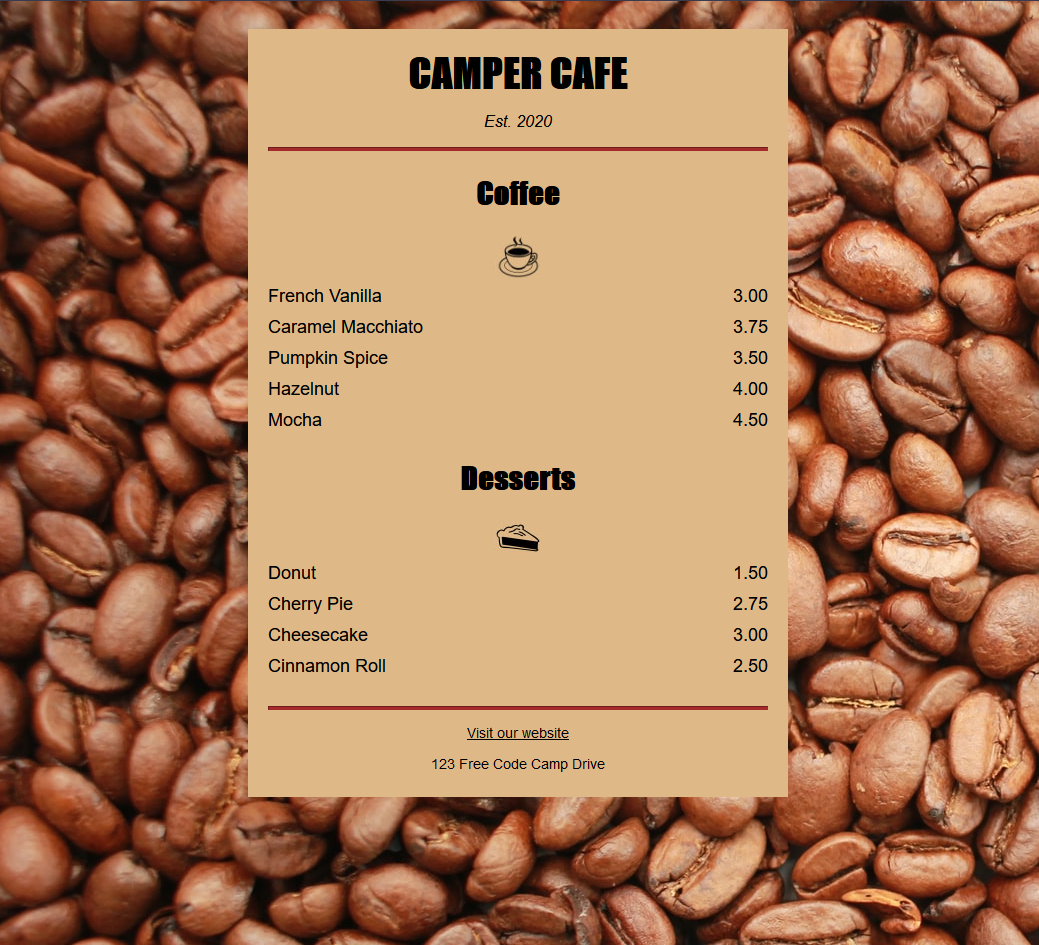 CAMPER CAFE
Est. 2020
Coffee
French Vanilla 3.00
Caramel Macchiato 3.75
Pumpkin Spice 3.50
Hazelnut 4.00
Mocha 4.50
Desserts
Donut 1.50
Cherry Pie 2.75
Cheesecake 3.00
Cinnamon Roll 2.50
Visit our website
123 Free Code Camp Drive